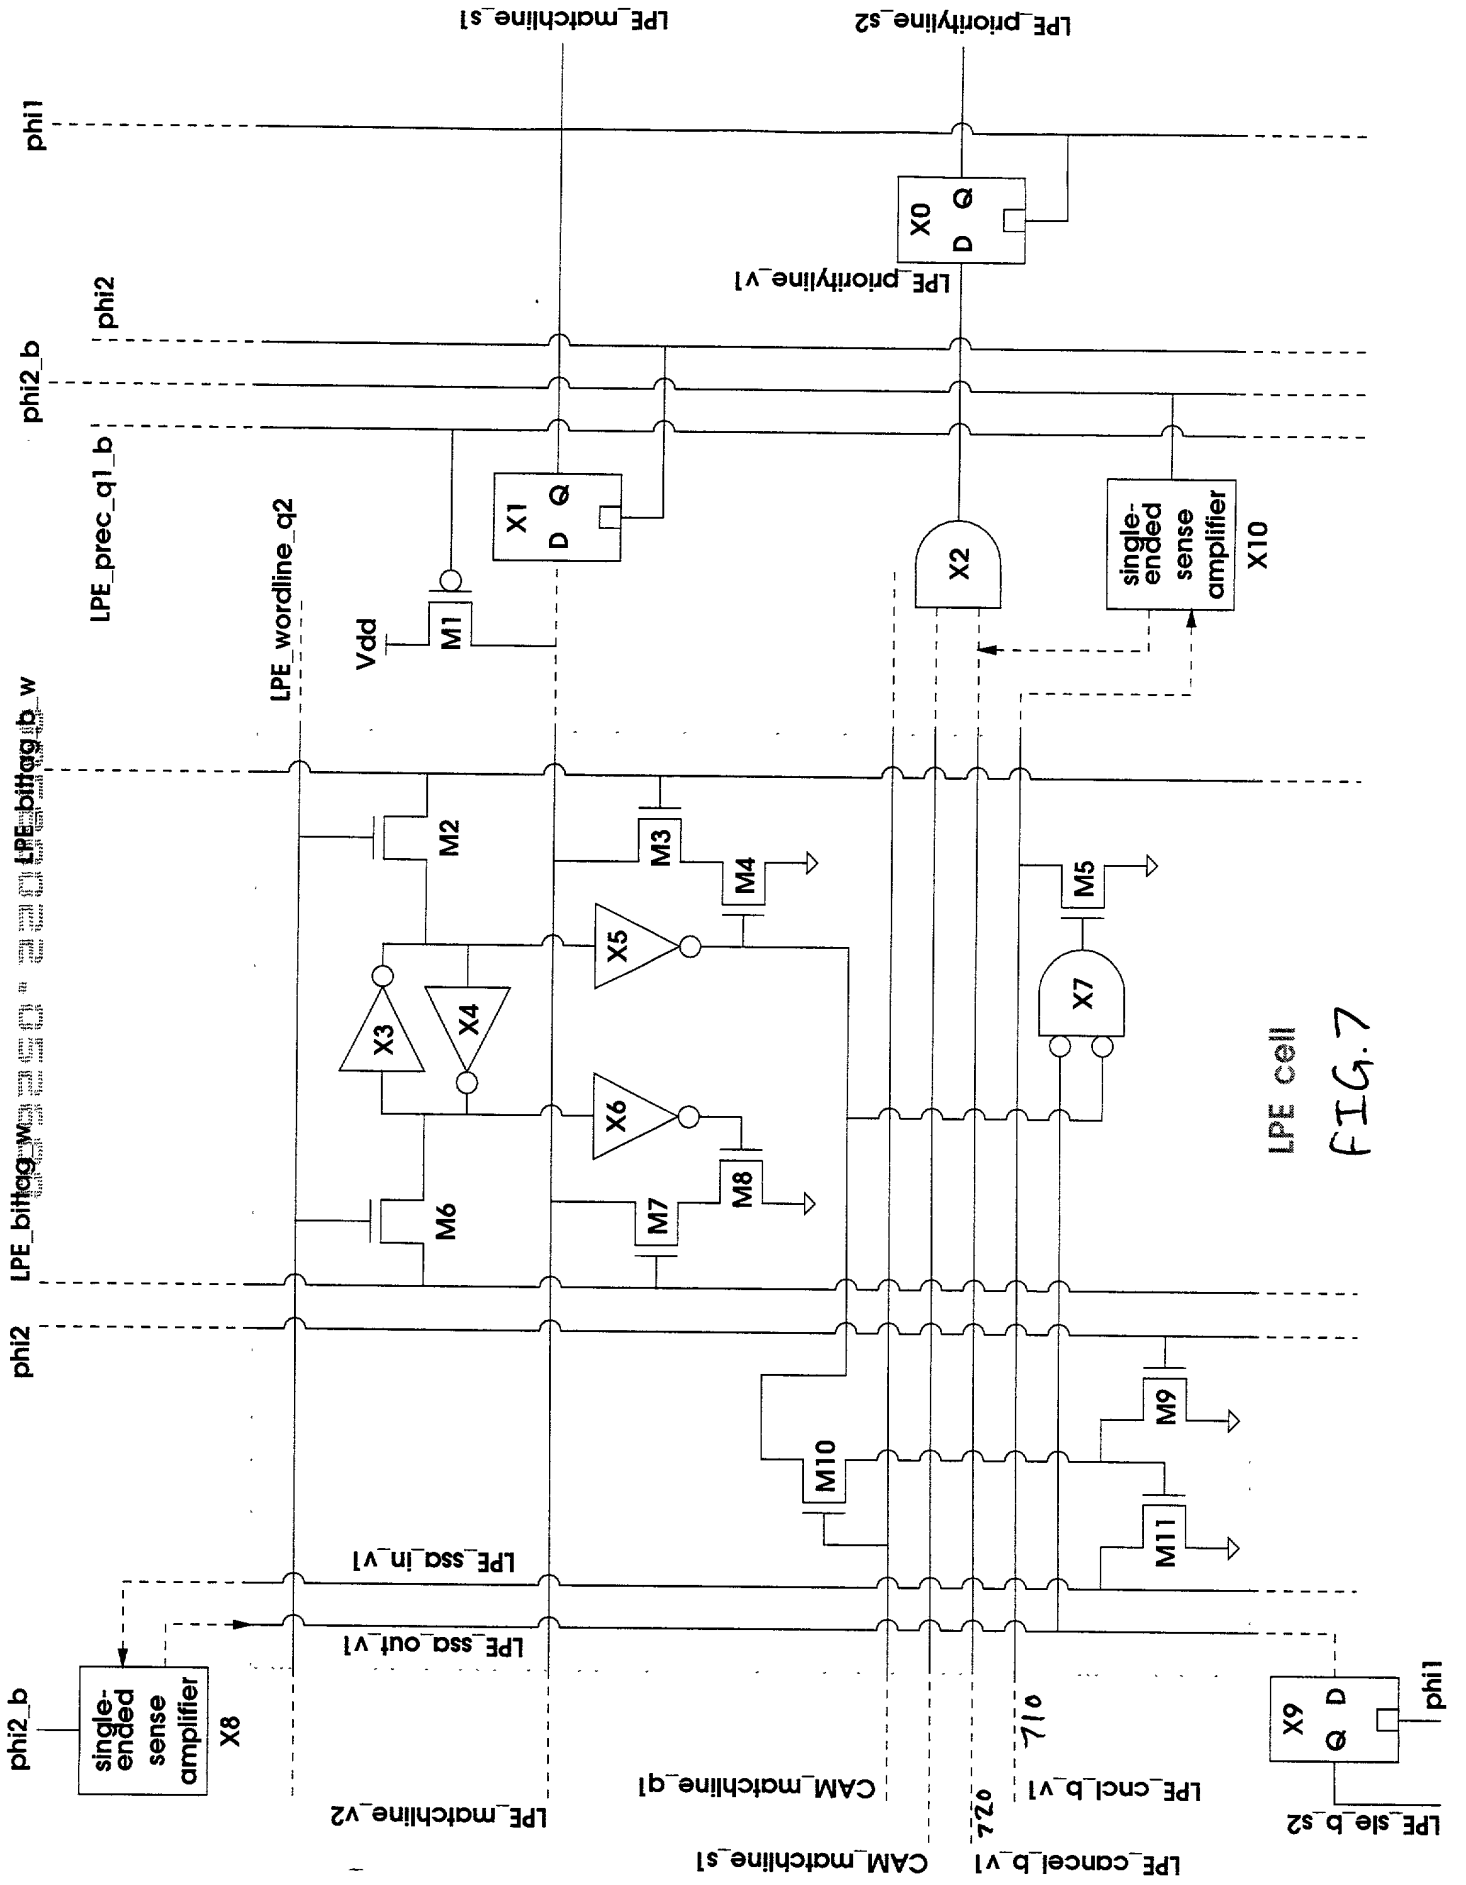 phi1
phi2
phi2_b
LPE_prec_q1_b
LPE_wordline_q2
LPE_bittag_b_w
LPE_bittag_w
phi2
phi2_b
LPE_matchline_s1
LPE_priorityline_s2
LPE_priorityline_v1
X0
D Q
X1
D Q
Vdd
M1
X2
single-
ended
sense
amplifier
X10
M2
M3
M4
M5
X3
X4
X5
X6
X7
M6
M7
M8
M9
M10
M11
LPE_ssa_in_v1
LPE_ssa_out_v1
single-
ended
sense
amplifier
X8
X9
Q D
phi1
LPE_sle_b_s2
LPE_matchline_v2
CAM_matchline_q1
CAM_matchline_s1
LPE_cancel_b_v1
LPE_cncl_b_v1
710
720
LPE cell
FIG. 7